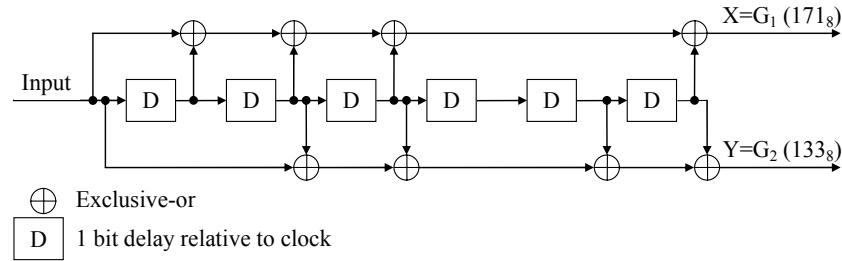 X=G₁ (171₈)
Input
D D D D D D
Y=G₂ (133₈)
Exclusive-or
D 1 bit delay relative to clock